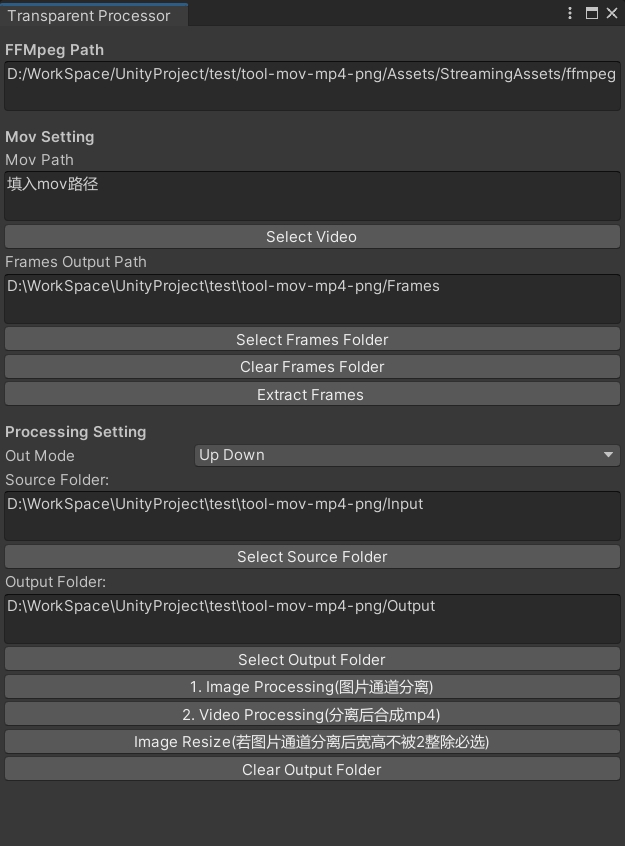 Transparent Processor
FFMpeg Path
D:/WorkSpace/UnityProject/test/tool-mov-mp4-png/Assets/StreamingAssets/ffmpeg
Mov Setting
Mov Path
填入mov路径
Select Video
Frames Output Path
D:\WorkSpace\UnityProject\test\tool-mov-mp4-png/Frames
Select Frames Folder
Clear Frames Folder
Extract Frames
Processing Setting
Out Mode Up Down
Source Folder:
D:\WorkSpace\UnityProject\test\tool-mov-mp4-png/Input
Select Source Folder
Output Folder:
D:\WorkSpace\UnityProject\test\tool-mov-mp4-png/Output
Select Output Folder
1. Image Processing(图片通道分离)
2. Video Processing(分离后合成mp4)
Image Resize(若图片通道分离后宽高不被2整除必选)
Clear Output Folder